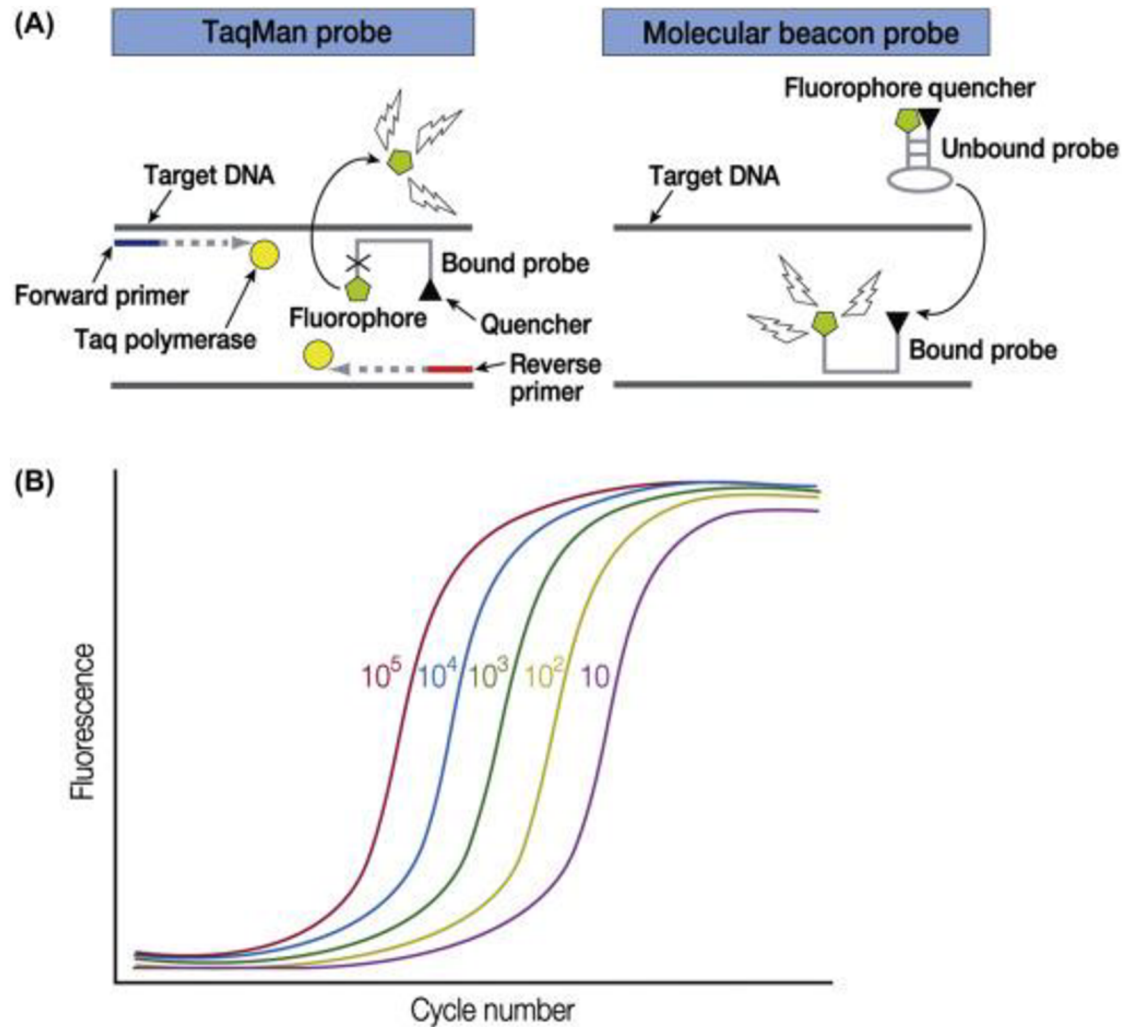 (A)
TaqMan probe
Target DNA
Forward primer
Taq polymerase
Fluorophore
Bound probe
Quencher
Reverse
primer
Molecular beacon probe
Fluorophore quencher
Unbound probe
Target DNA
Bound probe
(B)
Fluorescence
10⁵
10⁴
10³
10²
10
Cycle number